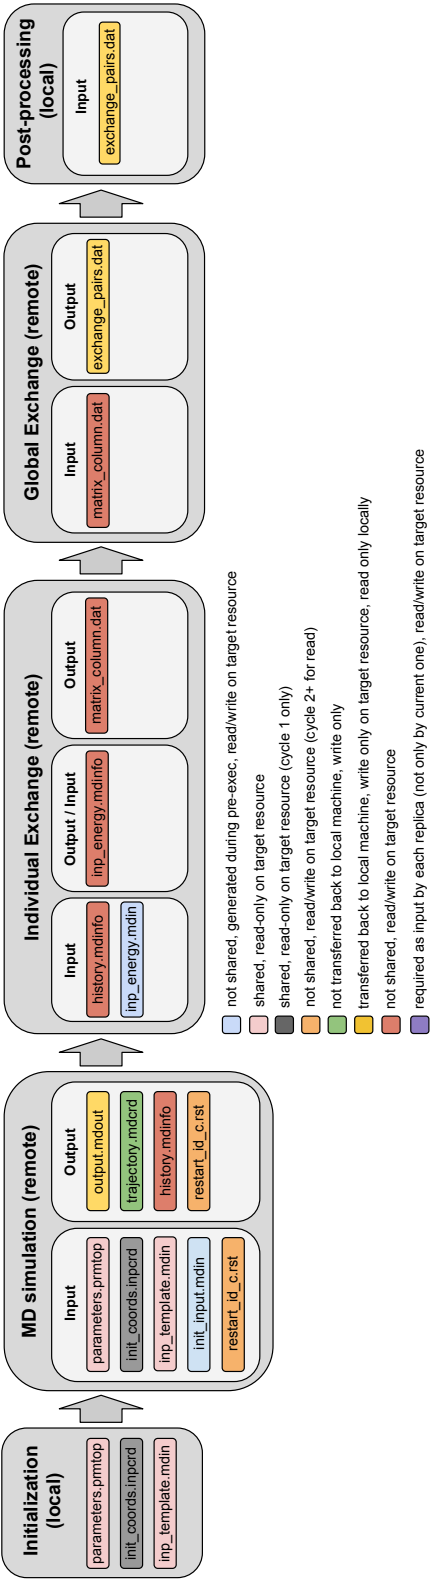 Initialization
(local)
parameters.prmtop
init_coords.inpcrd
inp_template.mdin
MD simulation (remote)
Input
parameters.prmtop
init_coords.inpcrd
inp_template.mdin
init_input.mdin
restart_id_c.rst
Output
output.mdout
trajectory.mdcrd
history.mdinfo
restart_id_c.rst
Individual Exchange (remote)
Input
history.mdinfo
inp_energy.mdin
Output / Input
inp_energy.mdinfo
Output
matrix_column.dat
Global Exchange (remote)
Input
matrix_column.dat
Output
exchange_pairs.dat
Post-processing
(local)
Input
exchange_pairs.dat
not shared, generated during pre-exec, read/write on target resource
shared, read-only on target resource
shared, read-only on target resource (cycle 1 only)
not shared, read/write on target resource (cycle 2+ for read)
not transferred back to local machine, write only
transferred back to local machine, write only on target resource, read only locally
not shared, read/write on target resource
required as input by each replica (not only by current one), read/write on target resource